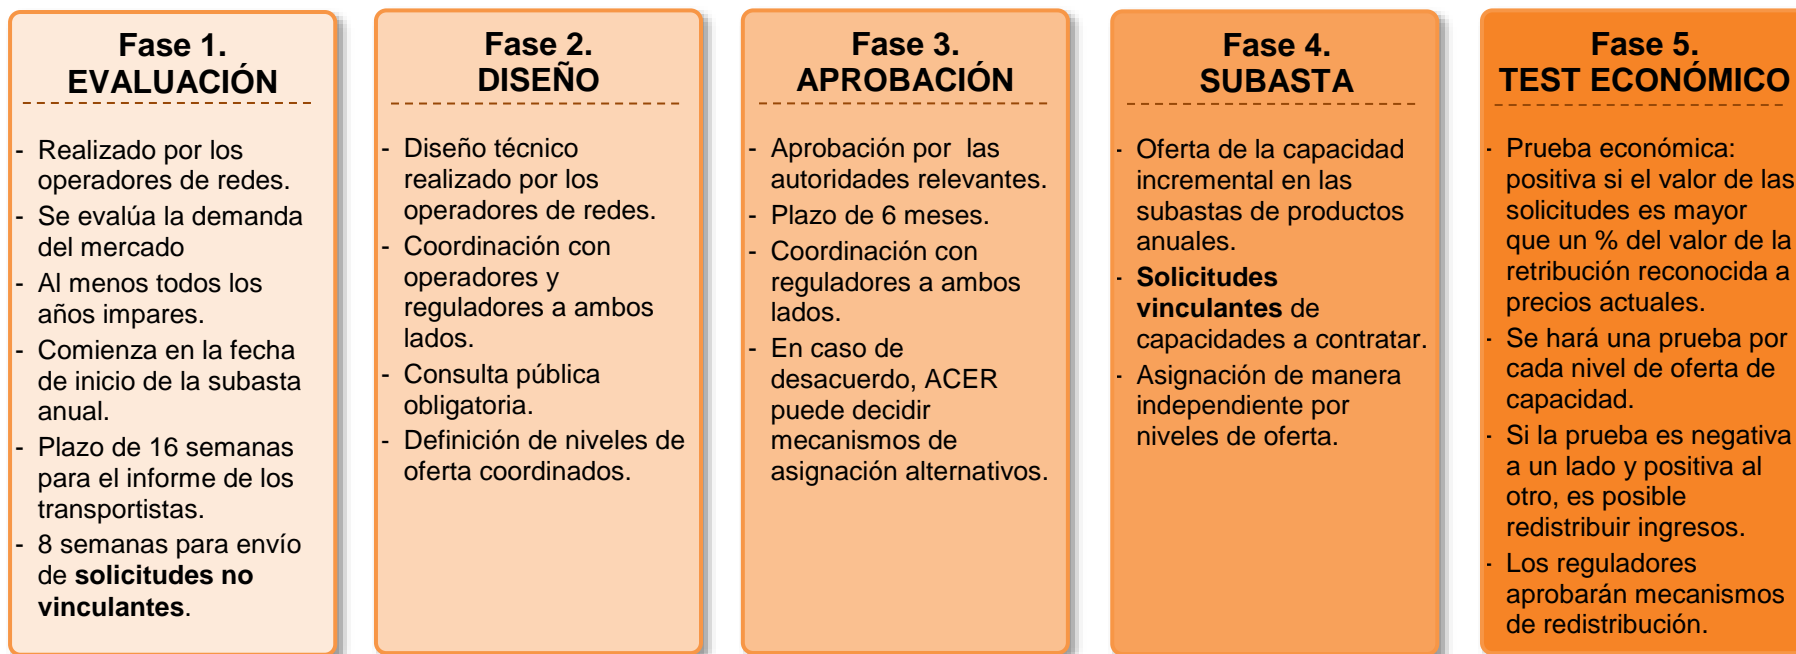 Fase 1.
EVALUACIÓN
- Realizado por los
operadores de redes.
- Se evalúa la demanda
del mercado
- Al menos todos los
años impares.
- Comienza en la fecha
de inicio de la subasta
anual.
- Plazo de 16 semanas
para el informe de los
transportistas.
- 8 semanas para envío
de solicitudes no
vinculantes.
Fase 2.
DISEÑO
- Diseño técnico
realizado por los
operadores de redes.
- Coordinación con
operadores y
reguladores a ambos
lados.
- Consulta pública
obligatoria.
- Definición de niveles de
oferta coordinados.
Fase 3.
APROBACIÓN
- Aprobación por las
autoridades relevantes.
- Plazo de 6 meses.
- Coordinación con
reguladores a ambos
lados.
- En caso de
desacuerdo, ACER
puede decidir
mecanismos de
asignación alternativos.
Fase 4.
SUBASTA
- Oferta de la capacidad
incremental en las
subastas de productos
anuales.
- Solicitudes
vinculantes de
capacidades a contratar.
- Asignación de manera
independiente por
niveles de oferta.
Fase 5.
TEST ECONÓMICO
- Prueba económica:
positiva si el valor de las
solicitudes es mayor
que un % del valor de la
retribución reconocida a
precios actuales.
- Se hará una prueba por
cada nivel de oferta de
capacidad.
- Si la prueba es negativa
a un lado y positiva al
otro, es posible
redistribuir ingresos.
- Los reguladores
aprobarán mecanismos
de redistribución.